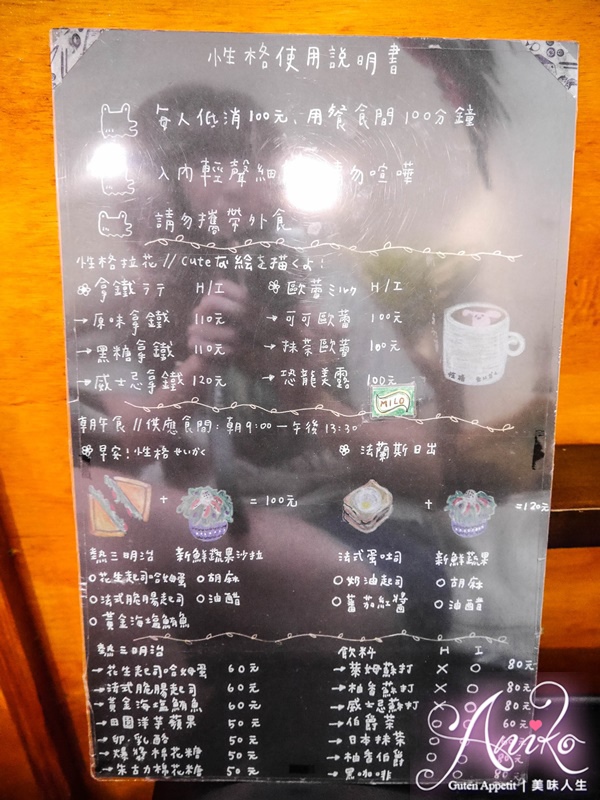 性格使用說明書
每人低消100元、用餐時間100分鐘
入內輕聲細 請勿喧嘩
請勿攜帶外食
性格拉花//Cuteな絵を描くよ!
拿鐵ラテ H/I
→原味拿鐵 110元
→黑糖拿鐵 110元
→威士忌拿鐵 120元
歐蕾ミルク H/I
→可可歐蕾 100元
→抹茶歐蕾 100元
→恐龍美露 100元
MILO
朝午食//供應食間:朝9:00一午後13:30
早安!性格せいかく
法蘭斯日出
+ =100元
+ =120元
熱三明治 新鮮蔬果沙拉
○花生起司哈姆蛋 ○胡麻
○法式脆腸起司 ○油醋
○黃金海塩鮪魚
法式蛋吐司 新鮮蔬果
○奶油起司 ○胡麻
○蕃茄紅醬 ○油醋
熱三明治
→花生起司哈姆蛋 60元
→法式脆腸起司 60元
→黃金海塩鮪魚 60元
→田園洋芋蘋果 50元
→卵.乳酪 50元
→爆漿棉花糖 50元
→朱古力棉花糖 50元
飲料 H I
→萊姆蘇打 X O 80元
→柚香蘇打 X O 80元
→威士忌蘇打 X O 80元
→伯爵茶 O 60元
→日本抹茶
→柚香伯爵
→黑咖啡
Aniko
Guten Appetit | 美味人生